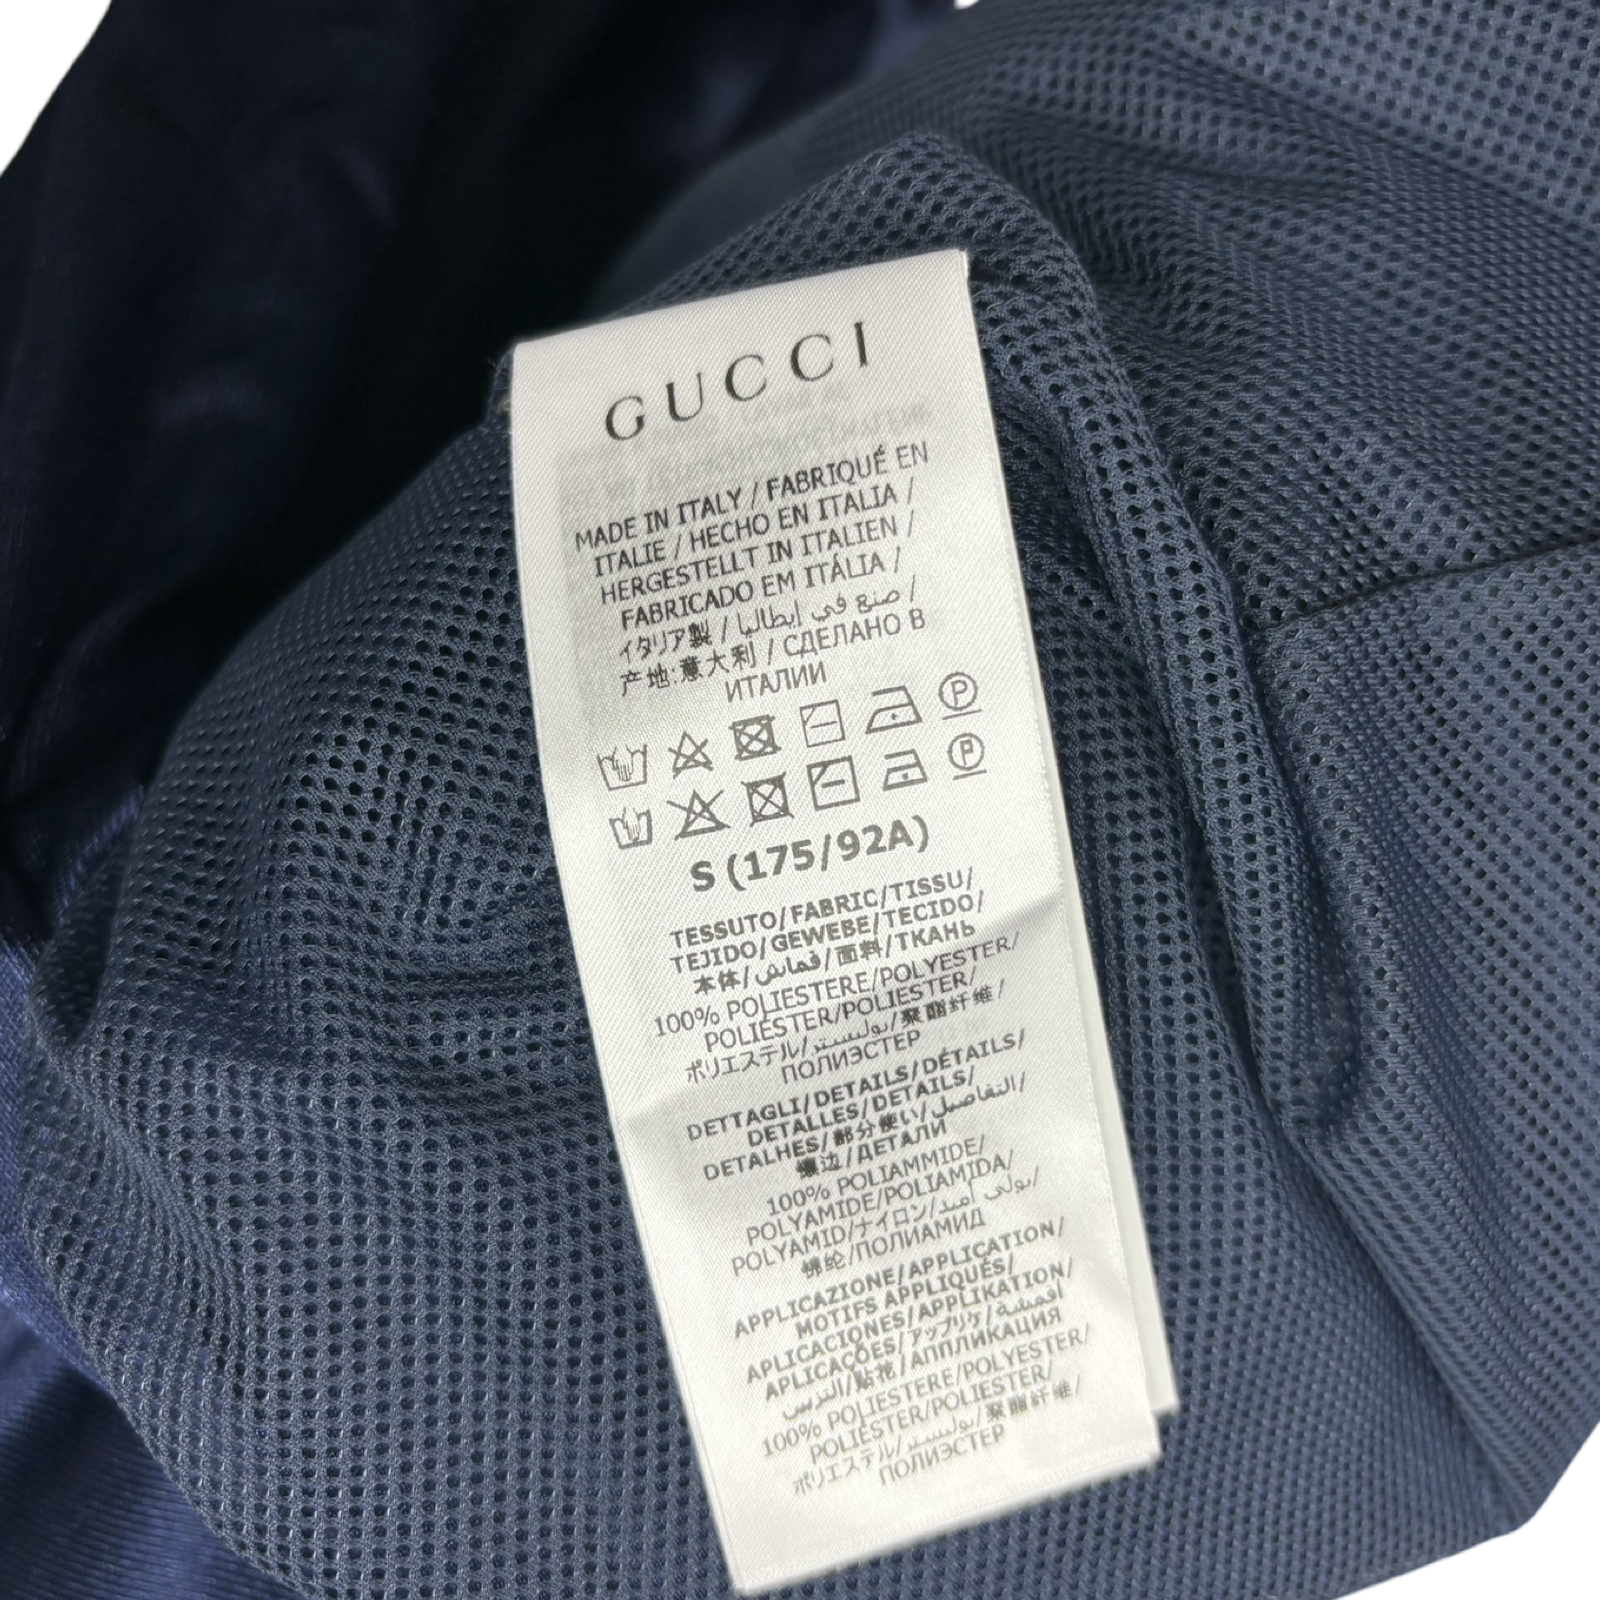 GUCCI
MADE IN ITALY / FABRIQUÉ EN
ITALIE / HECHO EN ITALIA /
HERGESTELLT IN ITALIEN /
FABRICADO EM ITÁLIA /
イタリア製 / صنع في إيطاليا /
产地:意大利 / СДЕЛАНО В
ИТАЛИИ
P
P
S (175/92A)
TESSUTO/FABRIC/TISSU/
TEJIDO/GEWEBE/TECIDO/
本体/قماش/面料/ТКАНЬ
100% POLIESTERE/POLYESTER/
POLIÉSTER/POLIESTER/
ポリエステル/بوليستر/聚酯纤维/
ПОЛИЭСТЕР
DETTAGLI/DETAILS/DÉTAILS/
DETALLES/DETAILS/
DETALHES/部分使い/التفاصيل/
镶边/ДЕТАЛИ
100% POLIAMMIDE/
POLYAMIDE/POLIAMIDA/
POLYAMID/ナイロン/بولي أميد/
锦纶/ПОЛИАМИД
APPLICAZIONE/APPLICATION/
MOTIFS APPLIQUÉS/
APLICACIONES/APPLIKATION/
APLICAÇÕES/アップリケ/أقمشة
التزيين/贴花/АППЛИКАЦИЯ
100% POLIESTERE/POLYESTER/
POLIÉSTER/POLIESTER/
ポリエステル/بوليستر/聚酯纤维/
ПОЛИЭСТЕР